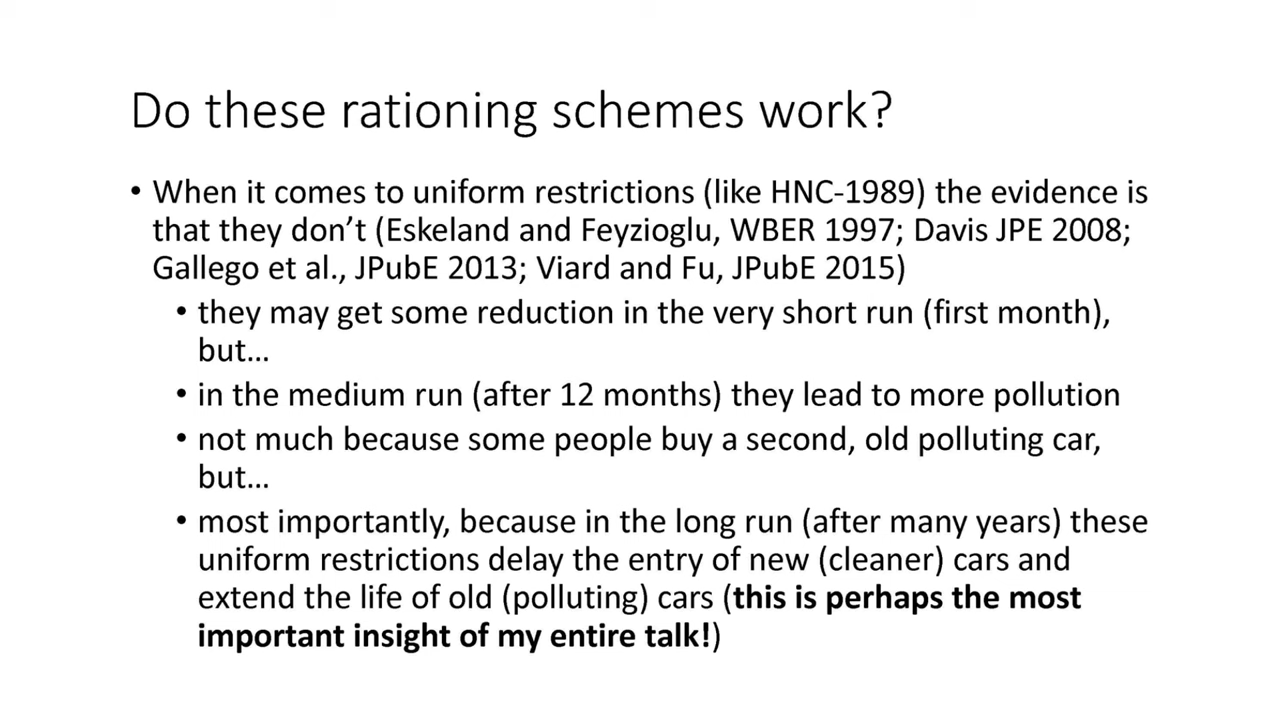 Do these rationing schemes work?
• When it comes to uniform restrictions (like HNC-1989) the evidence is
that they don’t (Eskeland and Feyzioglu, WBER 1997; Davis JPE 2008;
Gallego et al., JPubE 2013; Viard and Fu, JPubE 2015)
• they may get some reduction in the very short run (first month),
but…
• in the medium run (after 12 months) they lead to more pollution
• not much because some people buy a second, old polluting car,
but…
• most importantly, because in the long run (after many years) these
uniform restrictions delay the entry of new (cleaner) cars and
extend the life of old (polluting) cars (this is perhaps the most
important insight of my entire talk!)